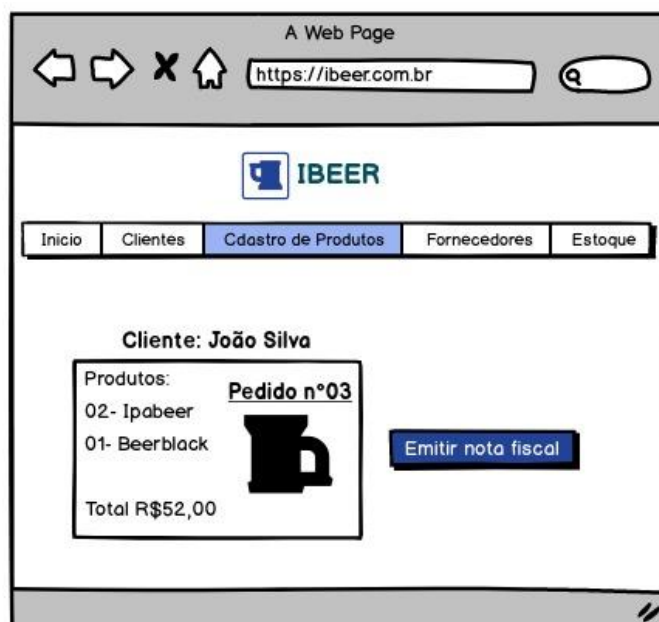 A Web Page
https://ibeer.com.br
IBEER
Inicio Clientes Cdastro de Produtos Fornecedores Estoque
Cliente: João Silva
Produtos:
Pedido nº03
02- Ipabeer
01- Beerblack
Emitir nota fiscal
Total R$52,00